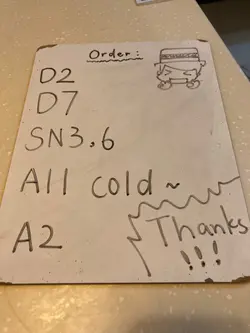 Order:
D2
D7
SN3,6
All cold~
A2
Thanks
!!!